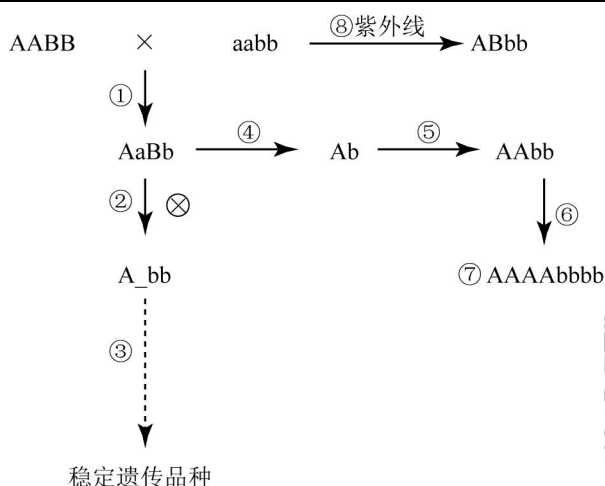 AABB × aabb ⑧紫外线 ABbb
①
AaBb ④ Ab ⑤ AAbb
② ⊗ ⑥
A_bb ⑦ AAAAbbbb
③
稳定遗传品种